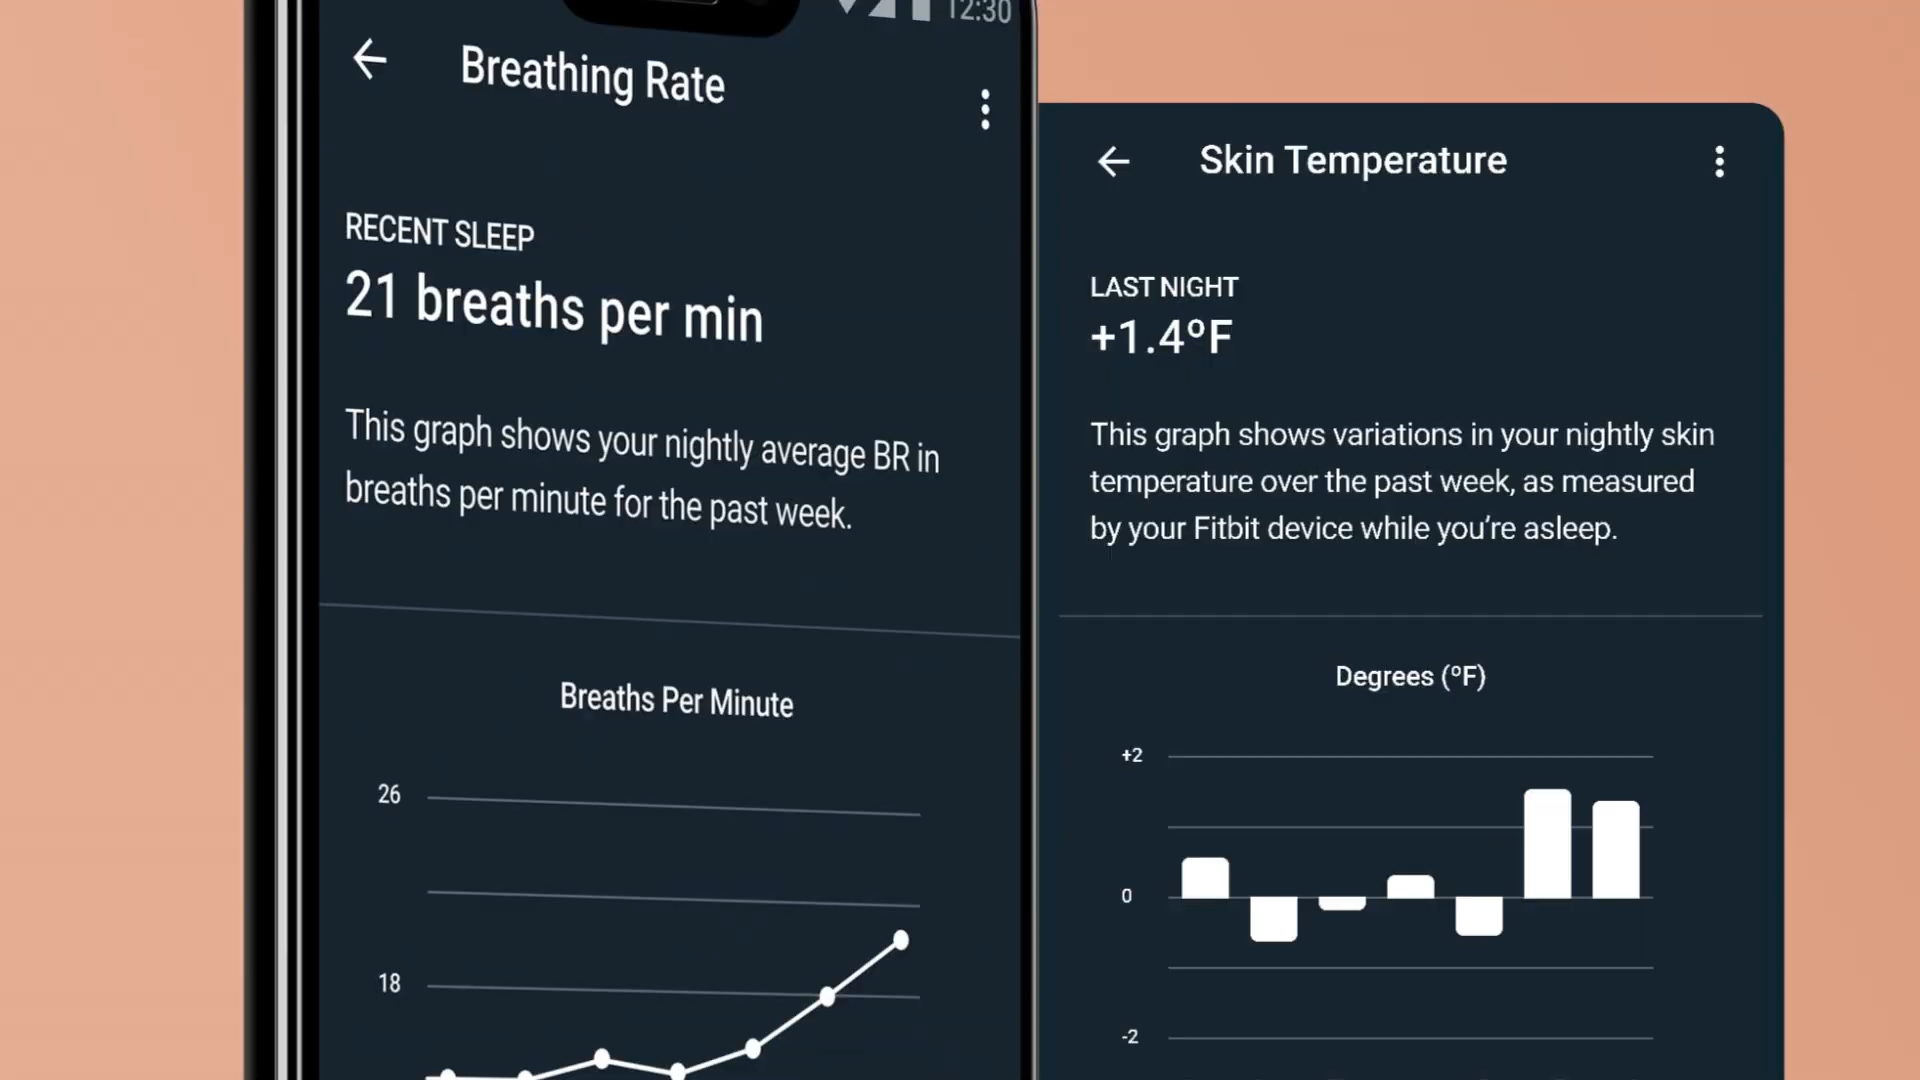 12:30
Breathing Rate
RECENT SLEEP
21 breaths per min
This graph shows your nightly average BR in
breaths per minute for the past week.
Breaths Per Minute
26
18
Skin Temperature
LAST NIGHT
+1.4ºF
This graph shows variations in your nightly skin
temperature over the past week, as measured
by your Fitbit device while you’re asleep.
Degrees (ºF)
+2
0
-2